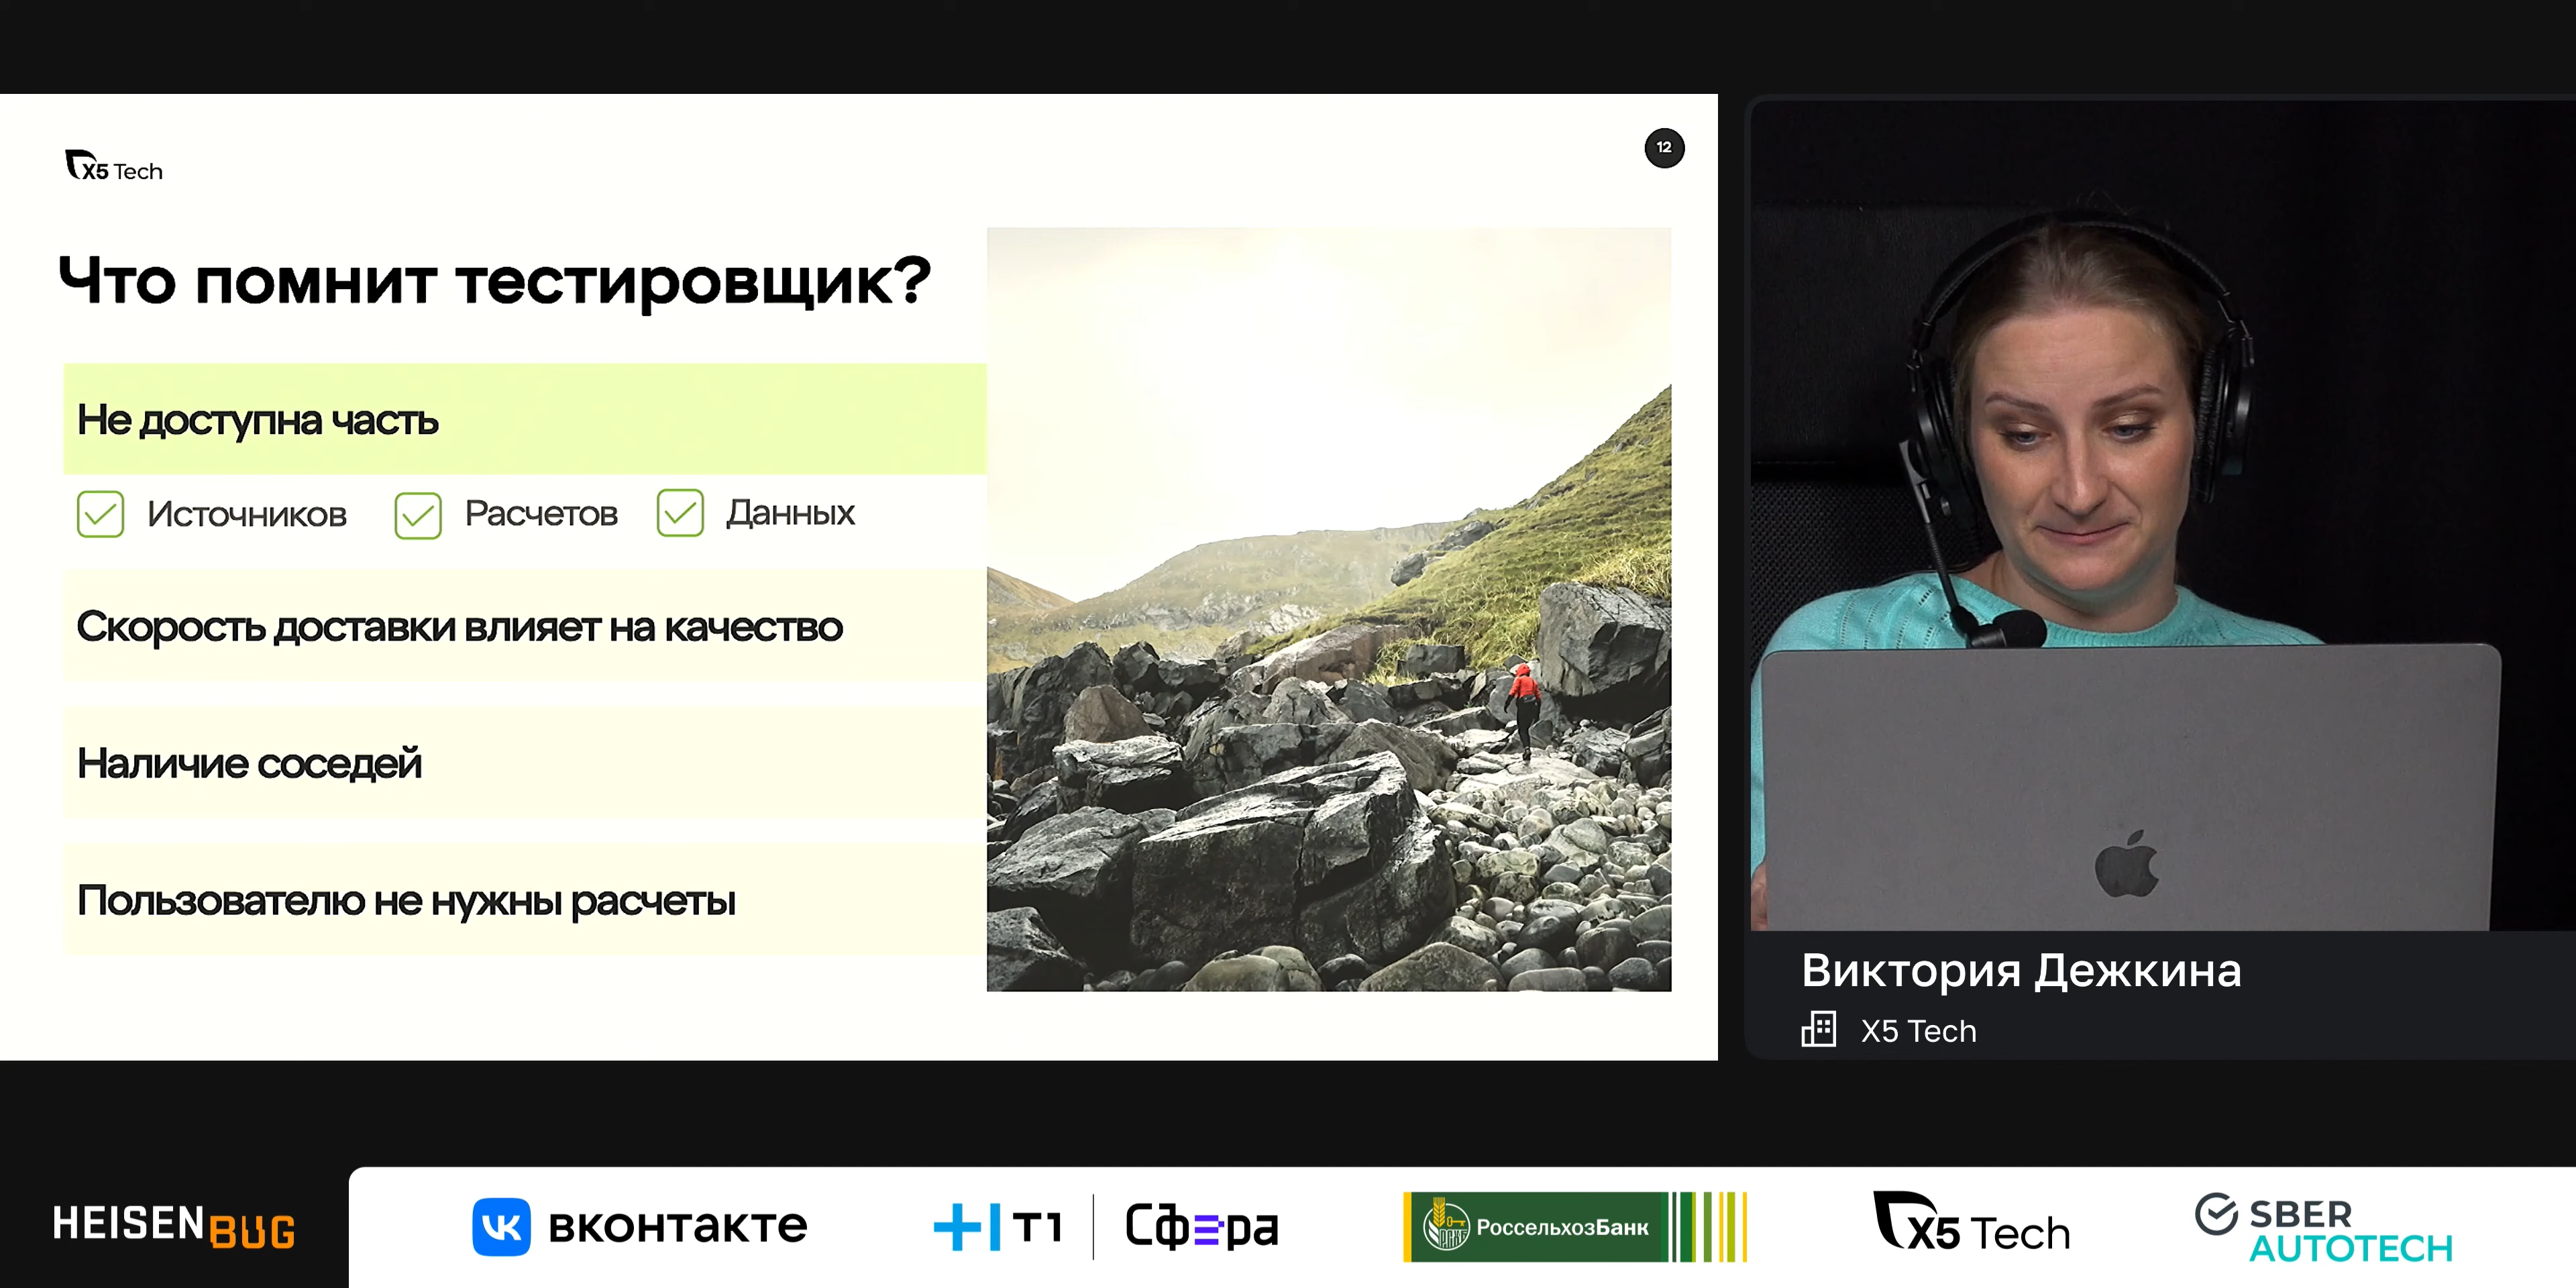 X5 Tech
12
Что помнит тестировщик?
Не доступна часть
Источников
Расчетов
Данных
Скорость доставки влияет на качество
Наличие соседей
Пользователю не нужны расчеты
Виктория Дежкина
X5 Tech
HEISENBUG
вконтакте
Т1
Сфера
РоссельхозБанк
X5 Tech
SBER
AUTOTECH